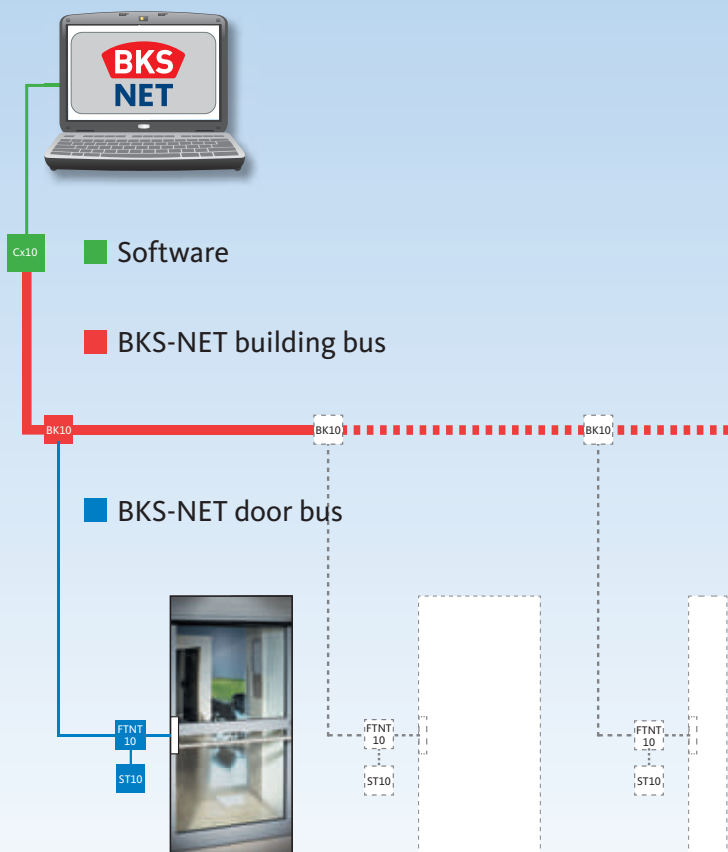 BKS
NET
Cx10
Software
BKS-NET building bus
BK10
BK10
BK10
BKS-NET door bus
FTNT
10
ST10
FTNT
10
ST10
FTNT
10
ST10